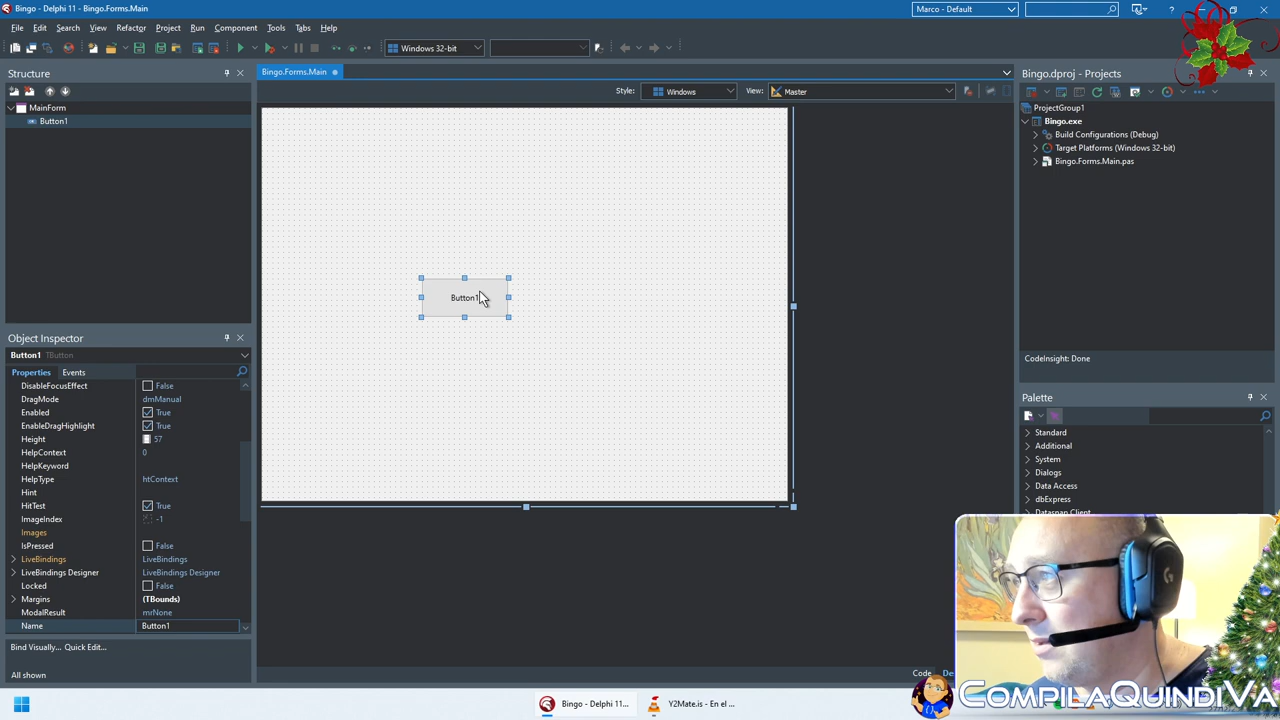 Bingo - Delphi 11 - Bingo.Forms.Main
Marco - Default
File Edit Search View Refactor Project Run Component Tools Tabs Help
Windows 32-bit
Structure
MainForm
Button1
Object Inspector
Button1 TButton
Properties Events
DisableFocusEffect False
DragMode dmManual
Enabled True
EnableDragHighlight True
Height 57
HelpContext 0
HelpKeyword
HelpType htContext
Hint
HitTest True
ImageIndex -1
Images
IsPressed False
LiveBindings LiveBindings
LiveBindings Designer LiveBindings Designer
Locked False
Margins (TBounds)
ModalResult mrNone
Name Button1
Bind Visually... Quick Edit...
All shown
Bingo.Forms.Main
Style: Windows View: Master
Button1
Code De
Bingo.dproj - Projects
ProjectGroup1
Bingo.exe
Build Configurations (Debug)
Target Platforms (Windows 32-bit)
Bingo.Forms.Main.pas
CodeInsight: Done
Palette
Standard
Additional
System
Dialogs
Data Access
dbExpress
Datasnap Client
Bingo - Delphi 11...
Y2Mate.is - En el ...
CompilaQuindiVa